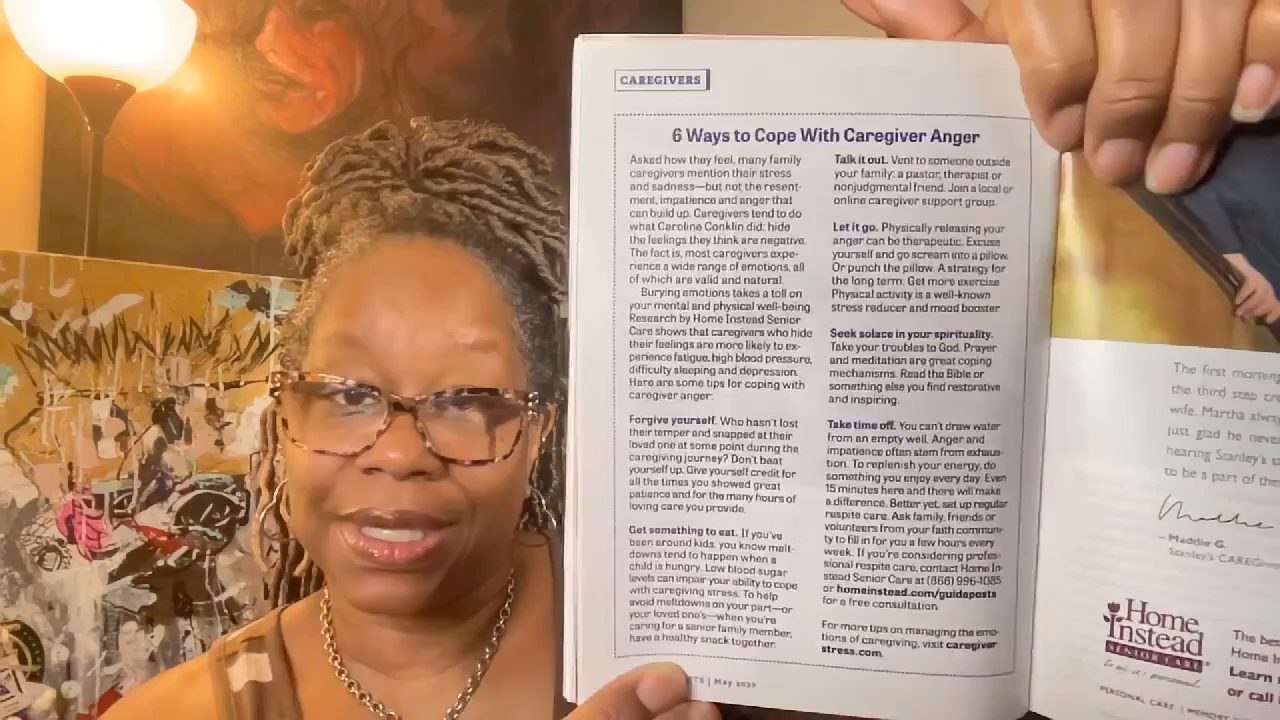 CAREGIVERS
6 Ways to Cope With Caregiver Anger
Asked how they feel, many family
caregivers mention their stress
and sadness—but not the resent-
ment, impatience and anger that
can build up. Caregivers tend to do
what Caroline Conklin did: hide
the feelings they think are negative.
The fact is, most caregivers expe-
rience a wide range of emotions, all
of which are valid and natural.
Burying emotions takes a toll on
your mental and physical well-being.
Research by Home Instead Senior
Care shows that caregivers who hide
their feelings are more likely to ex-
perience fatigue, high blood pressure,
difficulty sleeping and depression.
Here are some tips for coping with
caregiver anger:
Forgive yourself. Who hasn't lost
their temper and snapped at their
loved one at some point during the
caregiving journey? Don't beat
yourself up. Give yourself credit for
all the times you showed great
patience and for the many hours of
loving care you provide.
Get something to eat. If you've
been around kids, you know melt-
downs tend to happen when a
child is hungry. Low blood sugar
levels can impair your ability to cope
with caregiving stress. To help
avoid meltdowns on your part—or
your loved one's—when you're
caring for a senior family member,
have a healthy snack together.
Talk it out. Vent to someone outside
your family: a pastor, therapist or
nonjudgmental friend. Join a local or
online caregiver support group.
Let it go. Physically releasing your
anger can be therapeutic. Excuse
yourself and go scream into a pillow.
Or punch the pillow. A strategy for
the long term: Get more exercise.
Physical activity is a well-known
stress reducer and mood booster.
Seek solace in your spirituality.
Take your troubles to God. Prayer
and meditation are great coping
mechanisms. Read the Bible or
something else you find restorative
and inspiring.
Take time off. You can't draw water
from an empty well. Anger and
impatience often stem from exhaus-
tion. To replenish your energy, do
something you enjoy every day. Even
15 minutes here and there will make
a difference. Better yet, set up regular
respite care. Ask family, friends or
volunteers from your faith communi-
ty to fill in for you a few hours every
week. If you're considering profes-
sional respite care, contact Home In-
stead Senior Care at (866) 996-1085
or homeinstead.com/guideposts
for a free consultation.
For more tips on managing the emo-
tions of caregiving, visit caregiver
stress.com.
TS | May 2020
The first morning
the third step
wife. Martha
just glad he
hearing Stanley's
to be a part of the
– Maddie G.
Stanley's
Home
Instead
SENIOR CARE
To us, it's personal.
The
Home
Learn
or call
PERSONAL CARE |